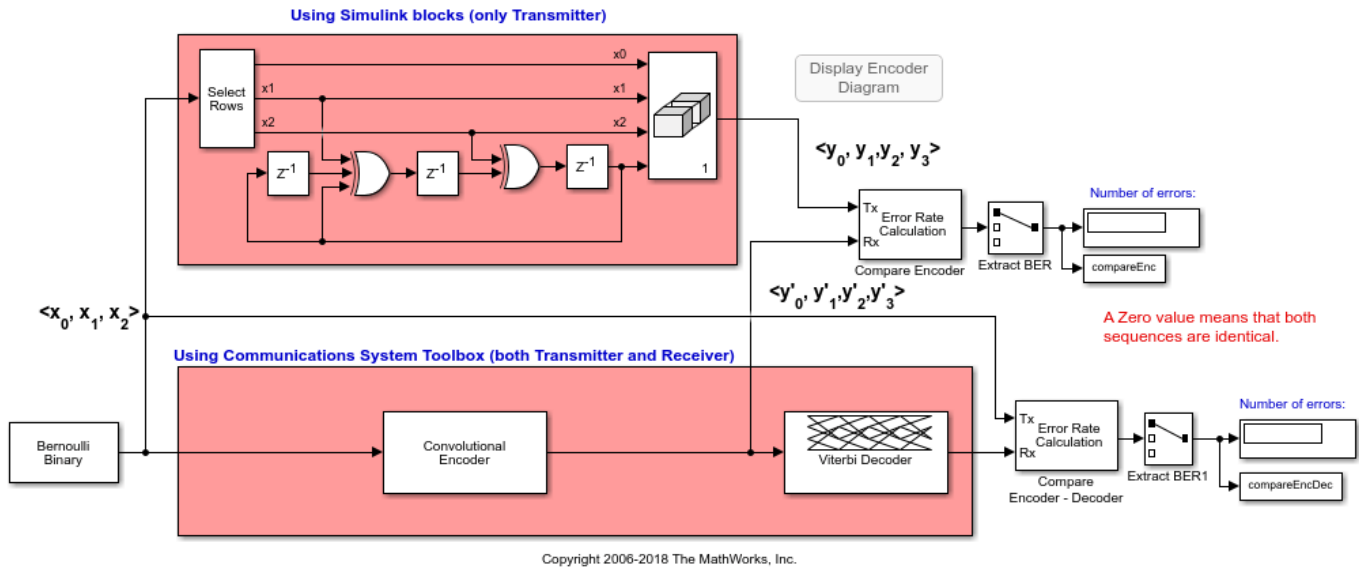 Using Simulink blocks (only Transmitter)
Select
Rows
x0
x1
x1
x2
x2
Z-1
Z-1
Z-1
1
Display Encoder
Diagram
<y0, y1,y2, y3>
Number of errors:
Tx
Error Rate
Calculation
Rx
Compare Encoder
Extract BER
compareEnc
<y'0, y'1,y'2,y'3>
<x0, x1, x2>
A Zero value means that both
sequences are identical.
Using Communications System Toolbox (both Transmitter and Receiver)
Bernoulli
Binary
Convolutional
Encoder
Viterbi Decoder
Tx
Error Rate
Calculation
Rx
Compare
Encoder - Decoder
Extract BER1
Number of errors:
compareEncDec
Copyright 2006-2018 The MathWorks, Inc.